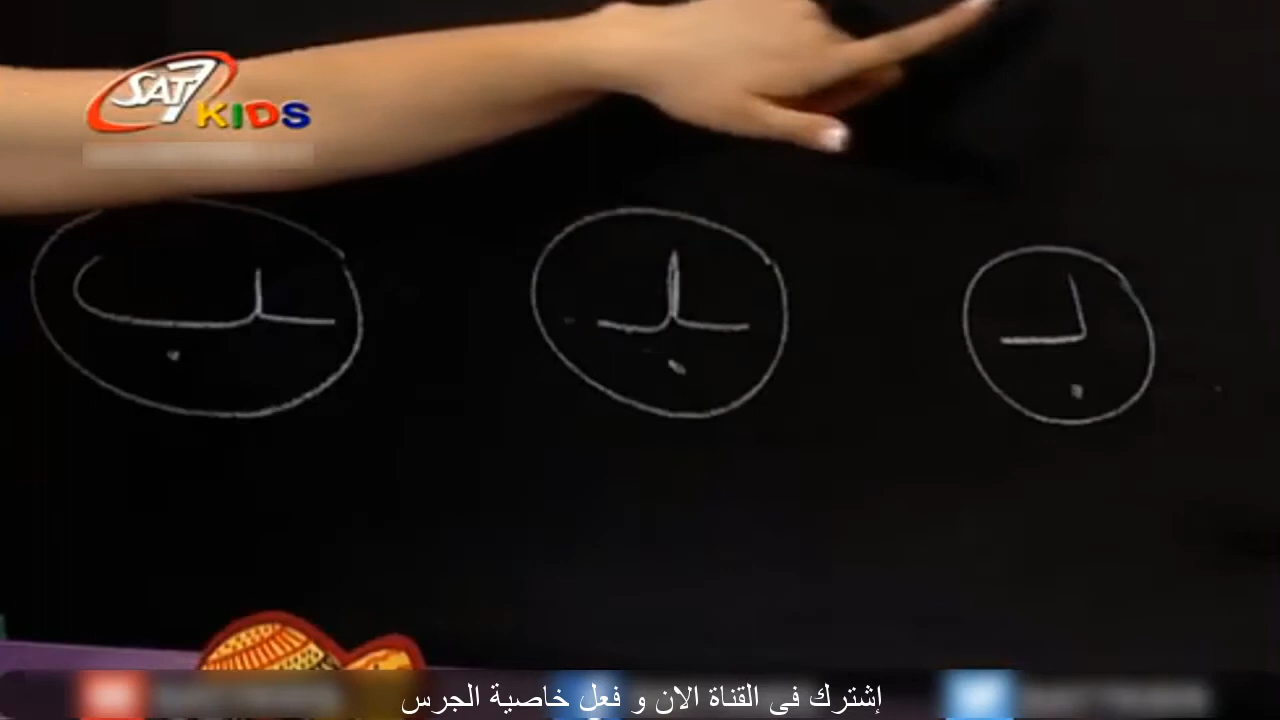 SAT7
KIDS
بـ ـبـ ـب
إشترك فى القناة الان و فعل خاصية الجرس